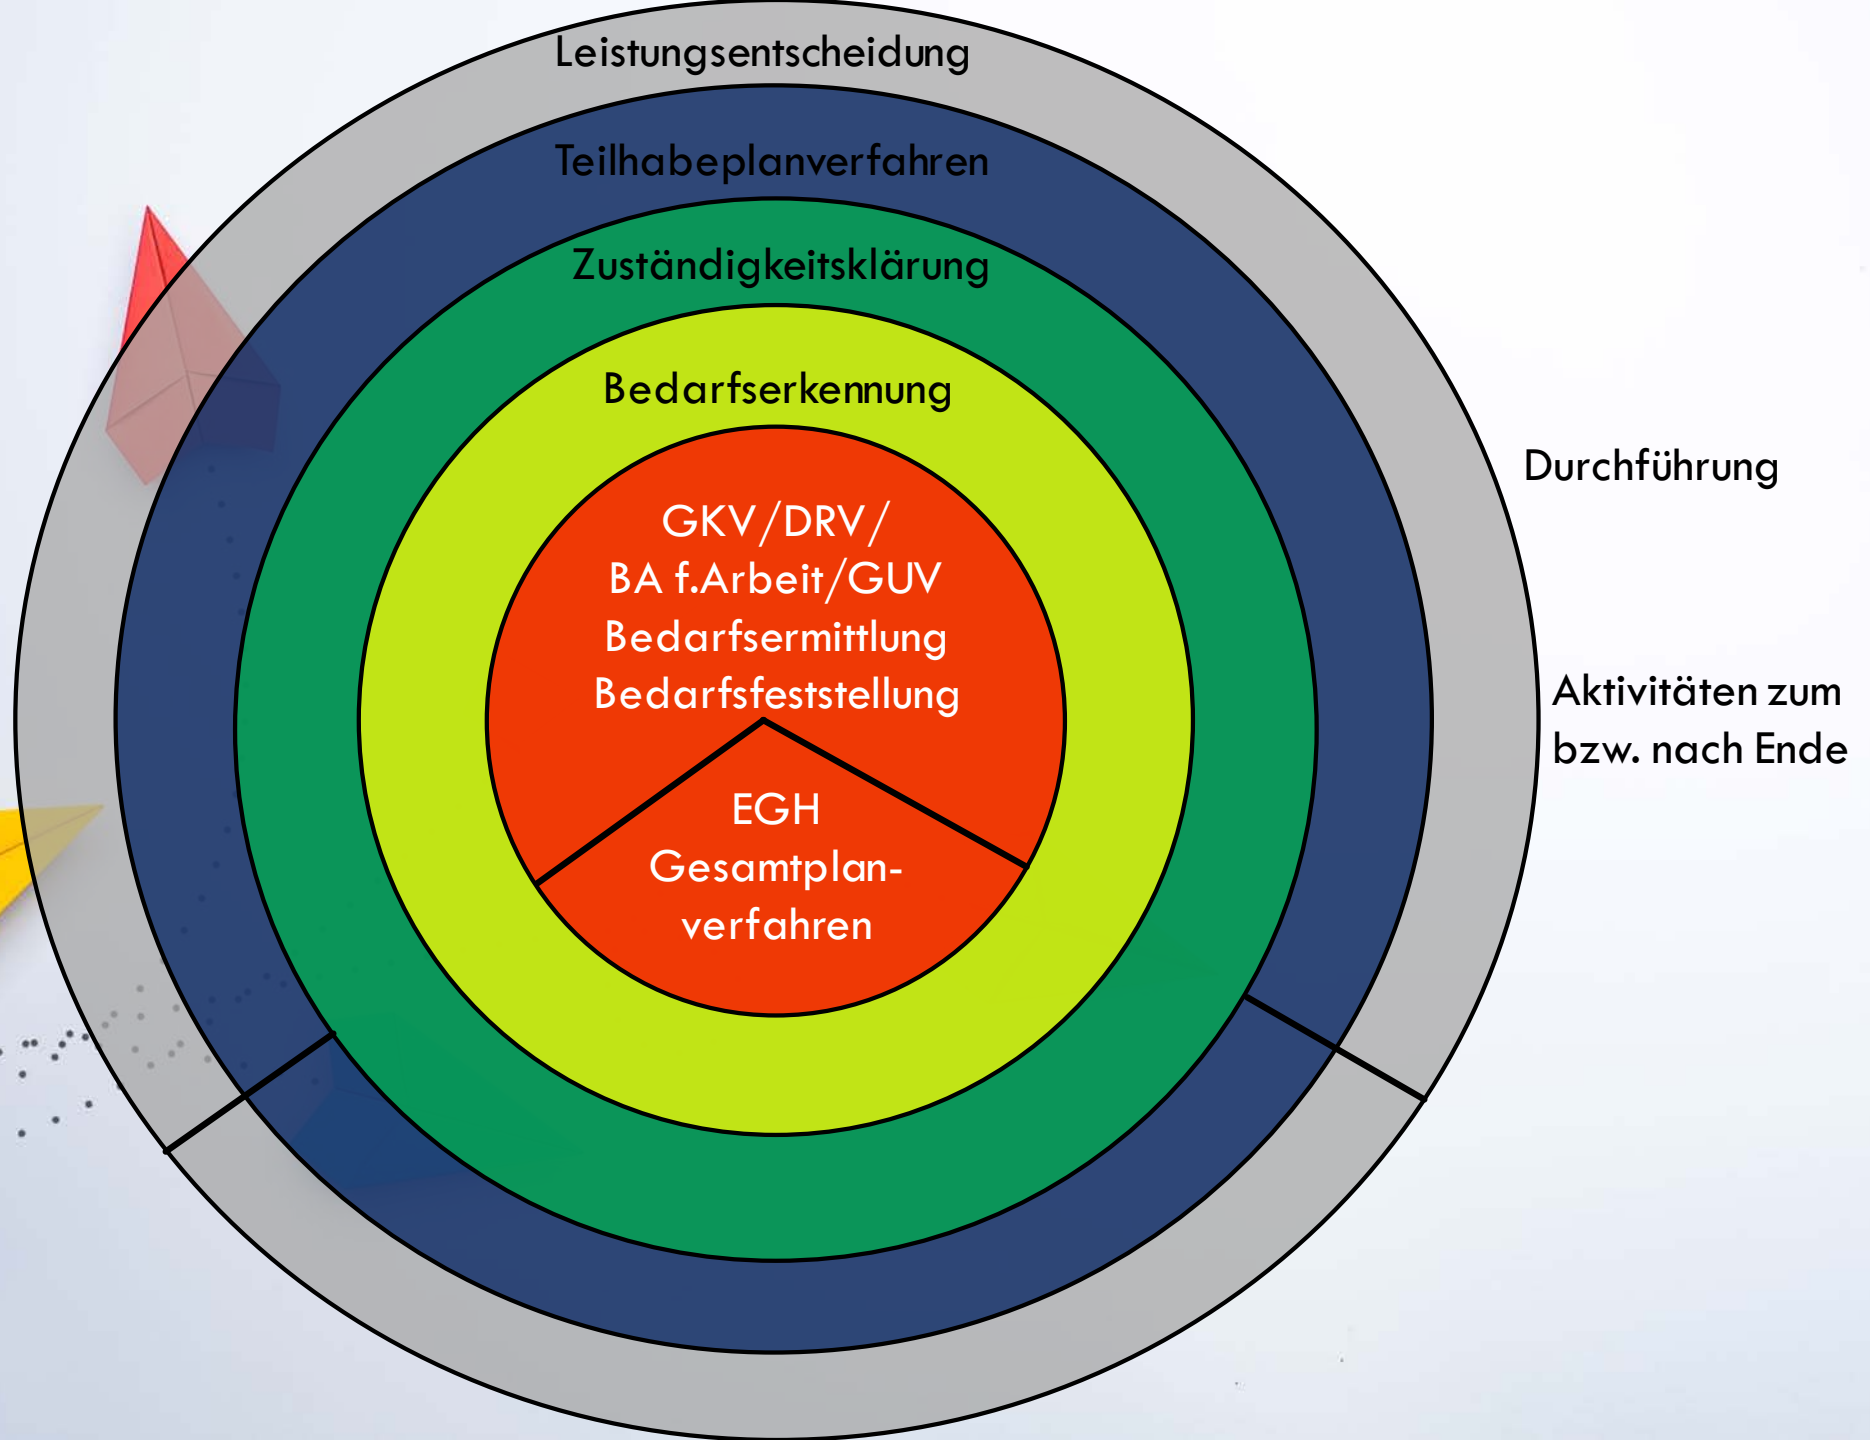 Leistungsentscheidung
Teilhabeplanverfahren
Zuständigkeitsklärung
Bedarfserkennung
GKV/DRV/
BA f.Arbeit/GUV
Bedarfsermittlung
Bedarfsfeststellung
EGH
Gesamtplan-
verfahren
Durchführung
Aktivitäten zum
bzw. nach Ende